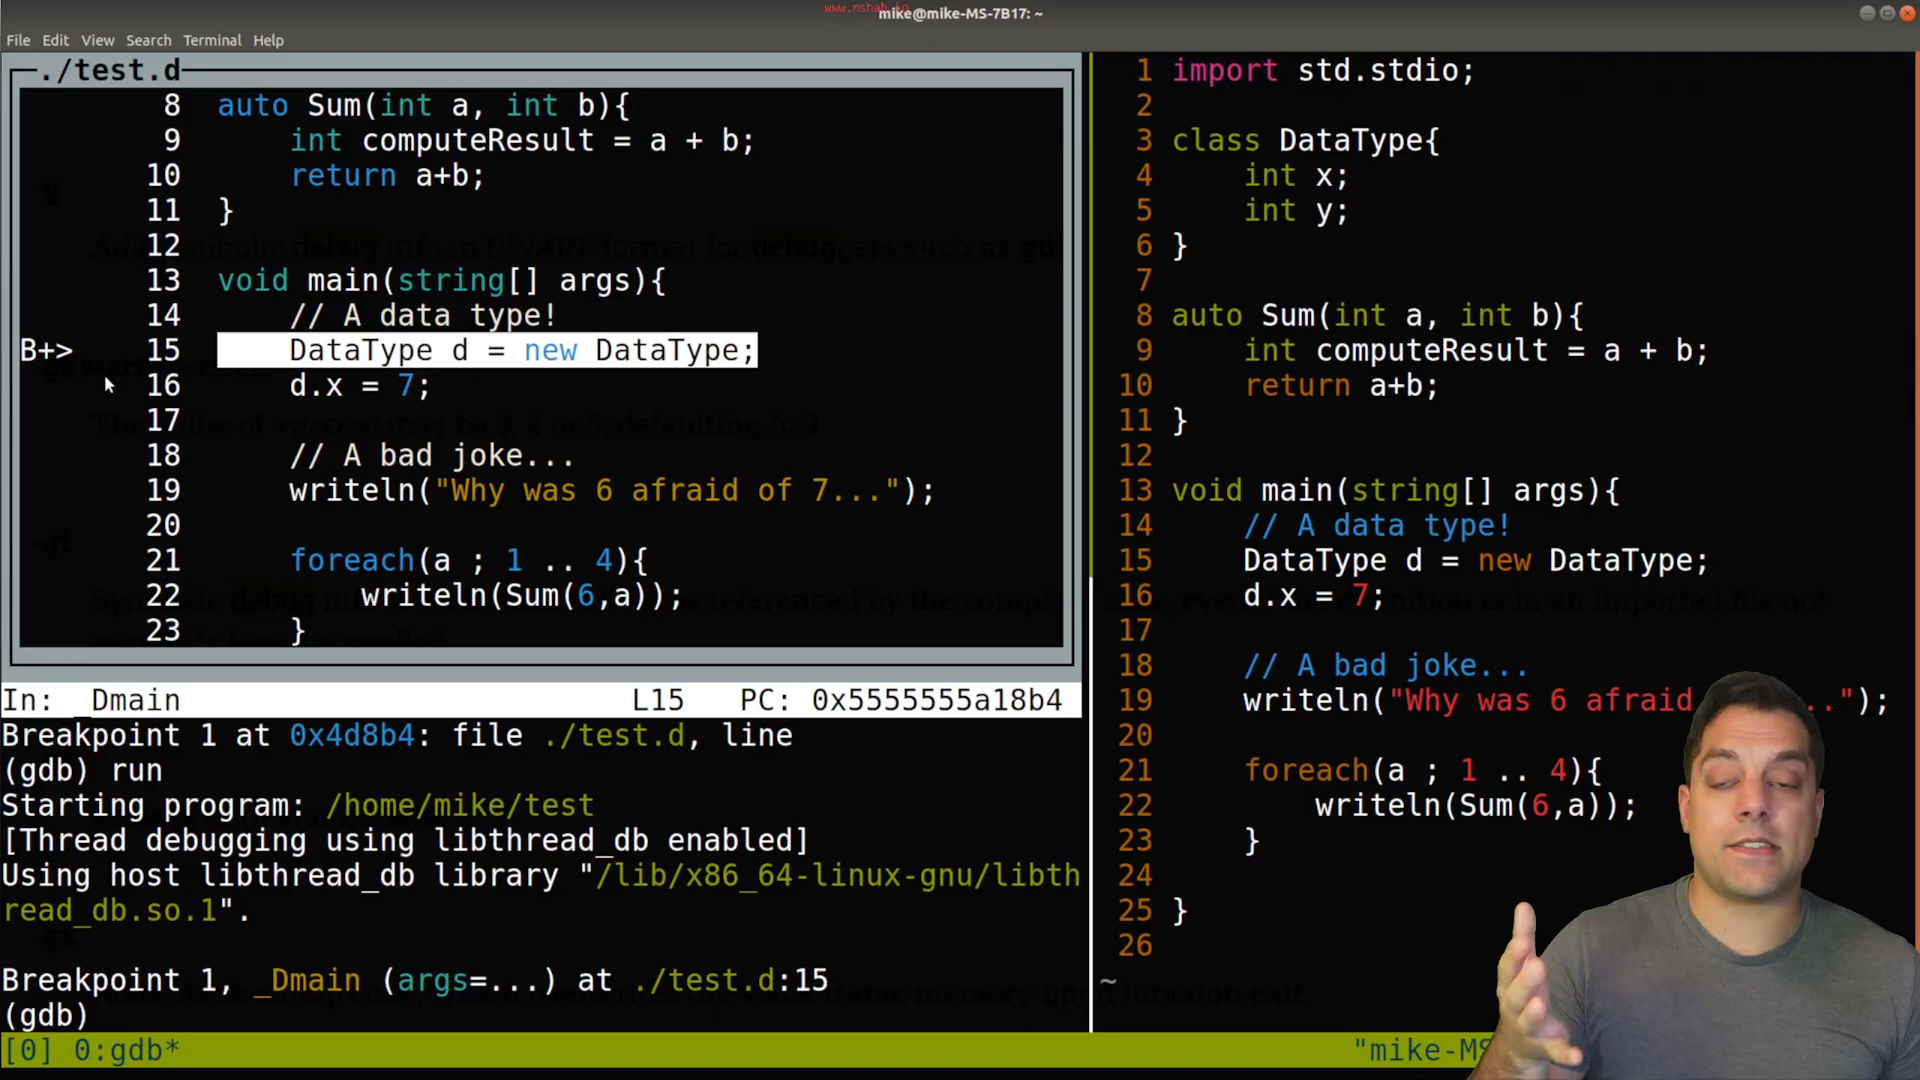 www.mshah.io
mike@mike-MS-7B17: ~
File Edit View Search Terminal Help
./test.d
8 auto Sum(int a, int b){
9 int computeResult = a + b;
10 return a+b;
11 }
12
13 void main(string[] args){
14 // A data type!
B+> 15 DataType d = new DataType;
16 d.x = 7;
17
18 // A bad joke...
19 writeln("Why was 6 afraid of 7...");
20
21 foreach(a ; 1 .. 4){
22 writeln(Sum(6,a));
23 }
In: _Dmain L15 PC: 0x5555555a18b4
Breakpoint 1 at 0x4d8b4: file ./test.d, line
(gdb) run
Starting program: /home/mike/test
[Thread debugging using libthread_db enabled]
Using host libthread_db library "/lib/x86_64-linux-gnu/libth
read_db.so.1".
Breakpoint 1, _Dmain (args=...) at ./test.d:15
(gdb)
[0] 0:gdb*
1 import std.stdio;
2
3 class DataType{
4 int x;
5 int y;
6 }
7
8 auto Sum(int a, int b){
9 int computeResult = a + b;
10 return a+b;
11 }
12
13 void main(string[] args){
14 // A data type!
15 DataType d = new DataType;
16 d.x = 7;
17
18 // A bad joke...
19 writeln("Why was 6 afraid ..");
20
21 foreach(a ; 1 .. 4){
22 writeln(Sum(6,a));
23 }
24
25 }
26
~
"mike-MS